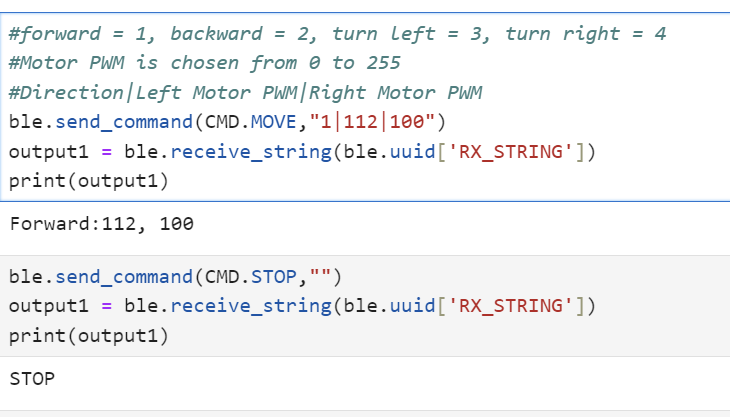 #forward = 1, backward = 2, turn left = 3, turn right = 4
#Motor PWM is chosen from 0 to 255
#Direction|Left Motor PWM|Right Motor PWM
ble.send_command(CMD.MOVE,"1|112|100")
output1 = ble.receive_string(ble.uuid['RX_STRING'])
print(output1)
Forward:112, 100
ble.send_command(CMD.STOP,"")
output1 = ble.receive_string(ble.uuid['RX_STRING'])
print(output1)
STOP